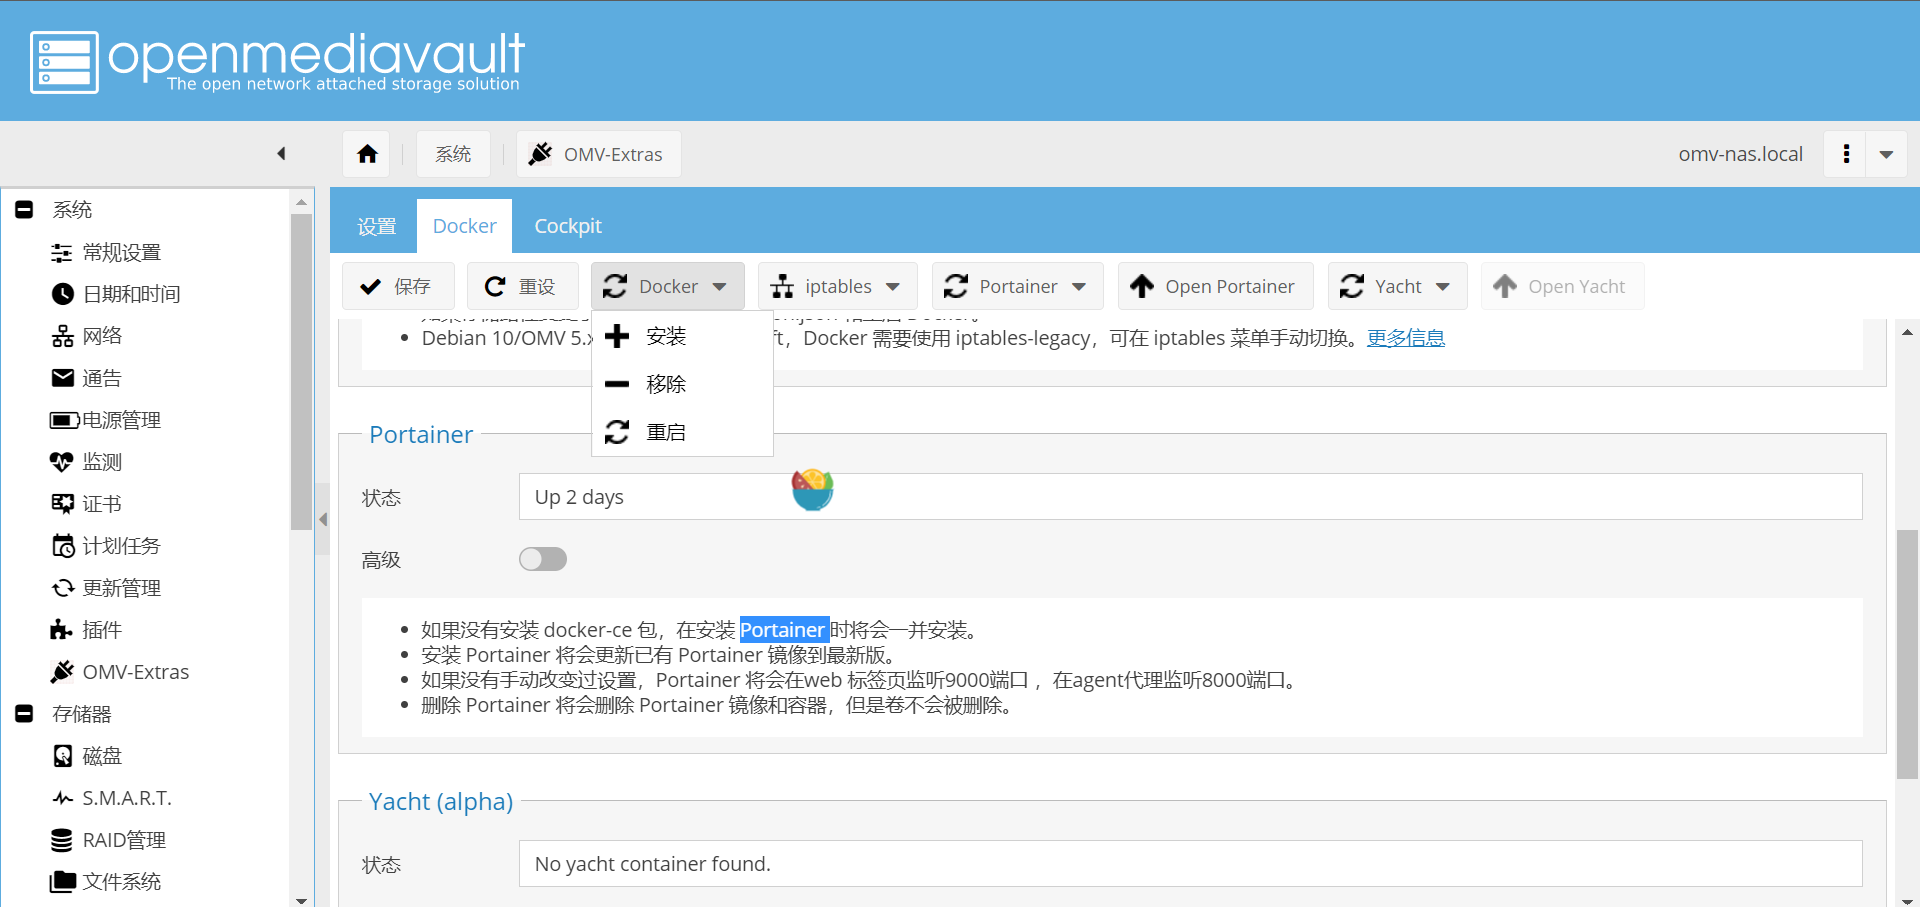 openmediavault
The open network attached storage solution
系统
OMV-Extras
omv-nas.local
系统
常规设置
日期和时间
网络
通告
电源管理
监测
证书
计划任务
更新管理
插件
OMV-Extras
存储器
磁盘
S.M.A.R.T.
RAID管理
文件系统
设置
Docker
Cockpit
保存
重设
Docker
iptables
Portainer
Open Portainer
Yacht
Open Yacht
安装
移除
重启
Debian 10/OMV 5.x
ft，Docker 需要使用 iptables-legacy，可在 iptables 菜单手动切换。更多信息
Portainer
状态
Up 2 days
高级
如果没有安装 docker-ce 包，在安装 Portainer 时将会一并安装。
安装 Portainer 将会更新已有 Portainer 镜像到最新版。
如果没有手动改变过设置，Portainer 将会在web 标签页监听9000端口 ，在agent代理监听8000端口。
删除 Portainer 将会删除 Portainer 镜像和容器，但是卷不会被删除。
Yacht (alpha)
状态
No yacht container found.